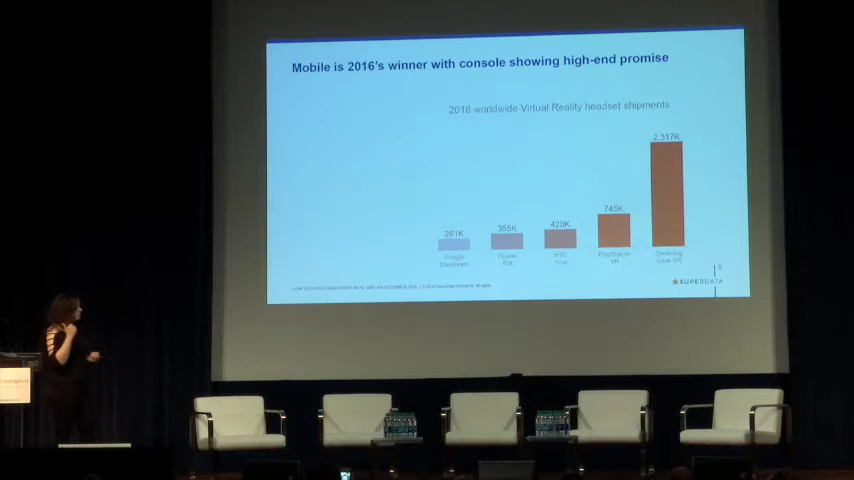 Mobile is 2016's winner with console showing high-end promise
2016 worldwide Virtual Reality headset shipments
2,317K
745K
420K
355K
261K
Google Daydream
Oculus Rift
HTC Vive
PlayStation VR
Samsung Gear VR
9
SUPERDATA